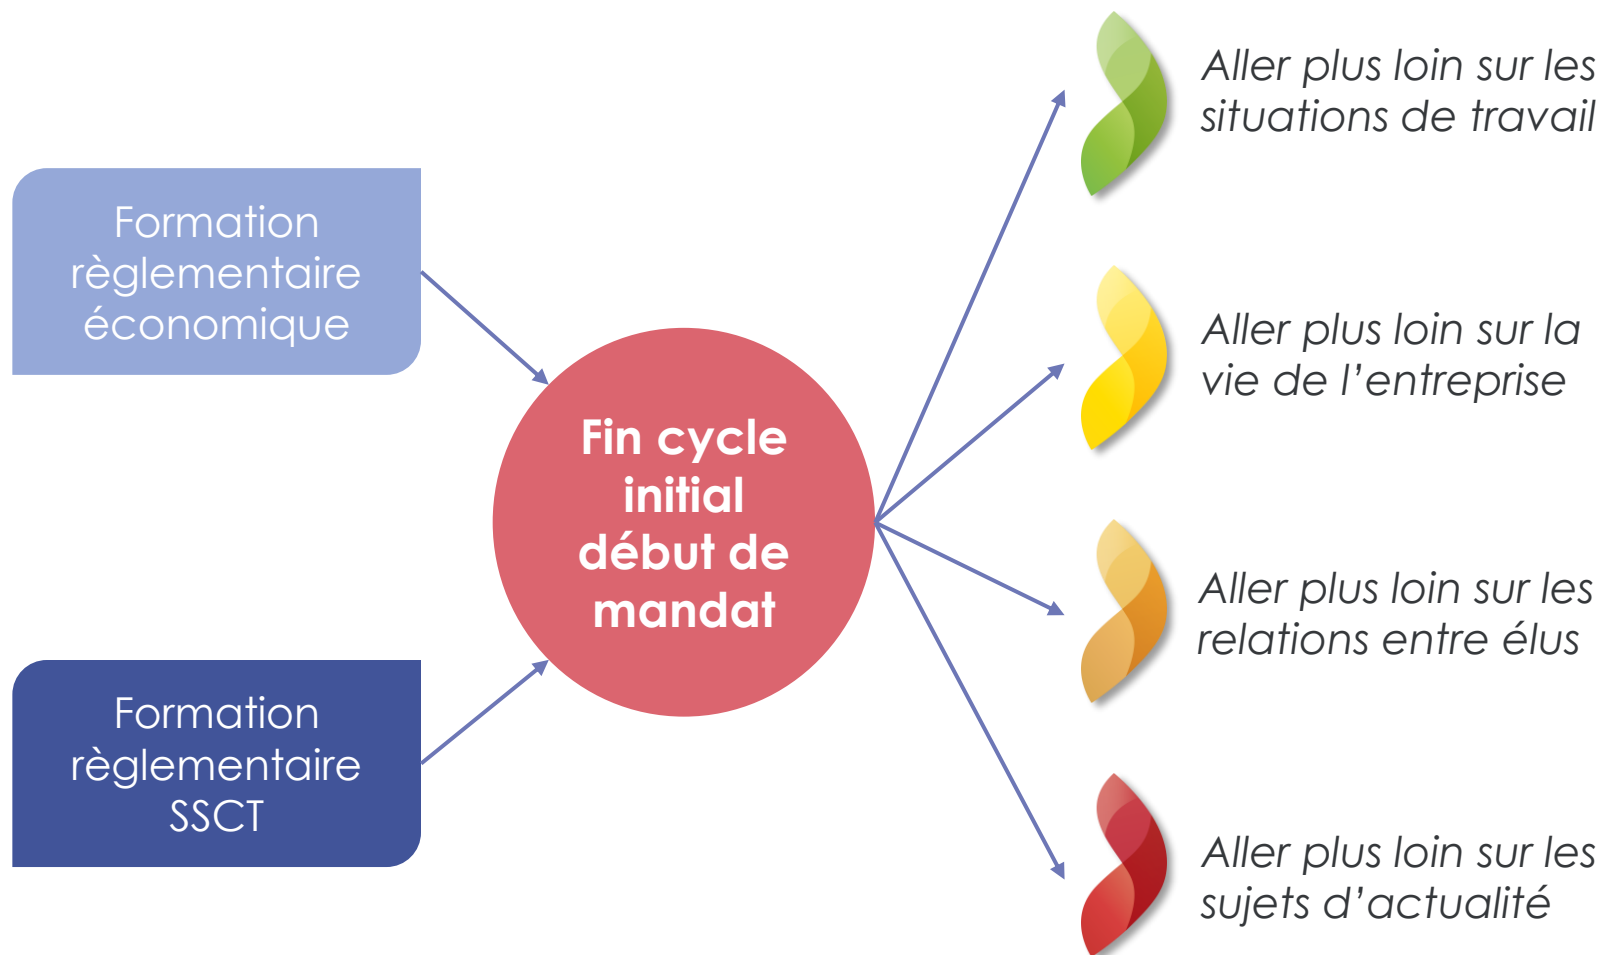 Formation
règlementaire
économique
Formation
règlementaire
SSCT
Fin cycle
initial
début de
mandat
Aller plus loin sur les
situations de travail
Aller plus loin sur la
vie de l’entreprise
Aller plus loin sur les
relations entre élus
Aller plus loin sur les
sujets d’actualité